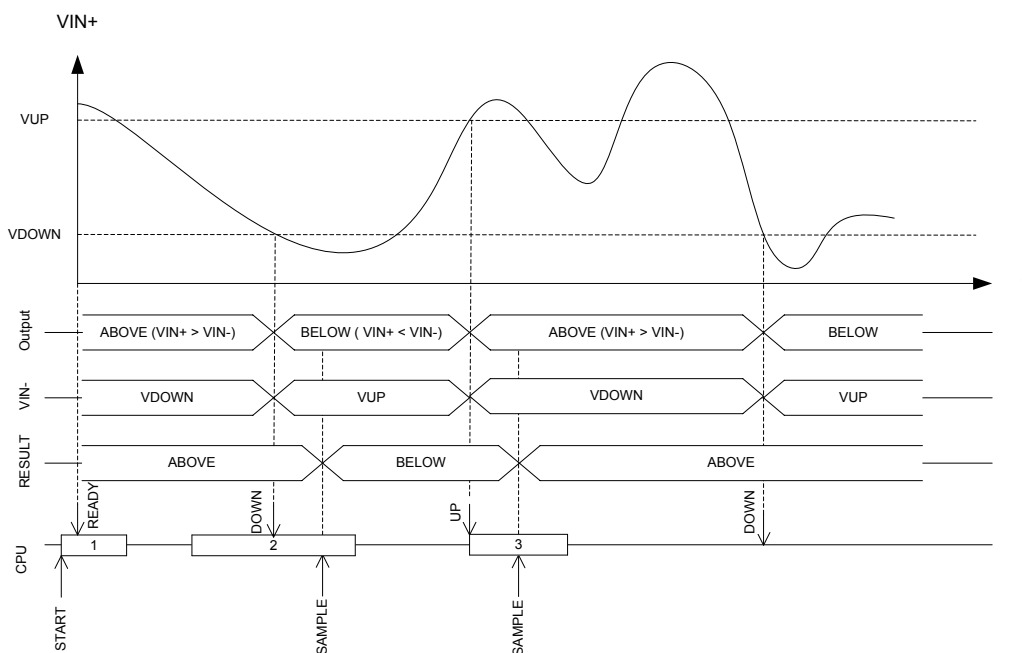 VIN+
VUP
VDOWN
Output
ABOVE (VIN+ > VIN-)
BELOW ( VIN+ < VIN-)
ABOVE (VIN+ > VIN-)
BELOW
VIN-
VDOWN
VUP
VDOWN
VUP
RESULT
ABOVE
BELOW
ABOVE
READY
DOWN
UP
DOWN
CPU
1
2
3
START
SAMPLE
SAMPLE